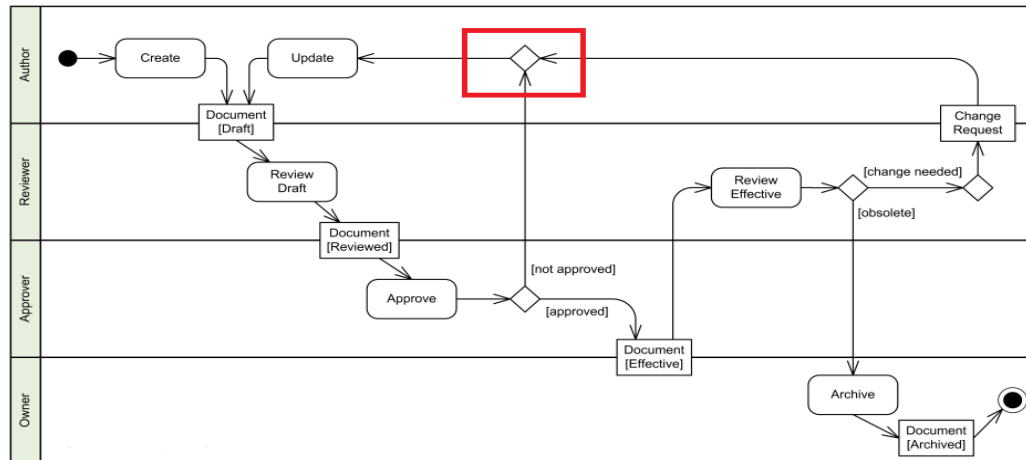 Author
Create
Update
Document
[Draft]
Change
Request
Reviewer
Review
Draft
Review
Effective
[change needed]
[obsolete]
Document
[Reviewed]
Approver
Approve
[not approved]
[approved]
Document
[Effective]
Owner
Archive
Document
[Archived]